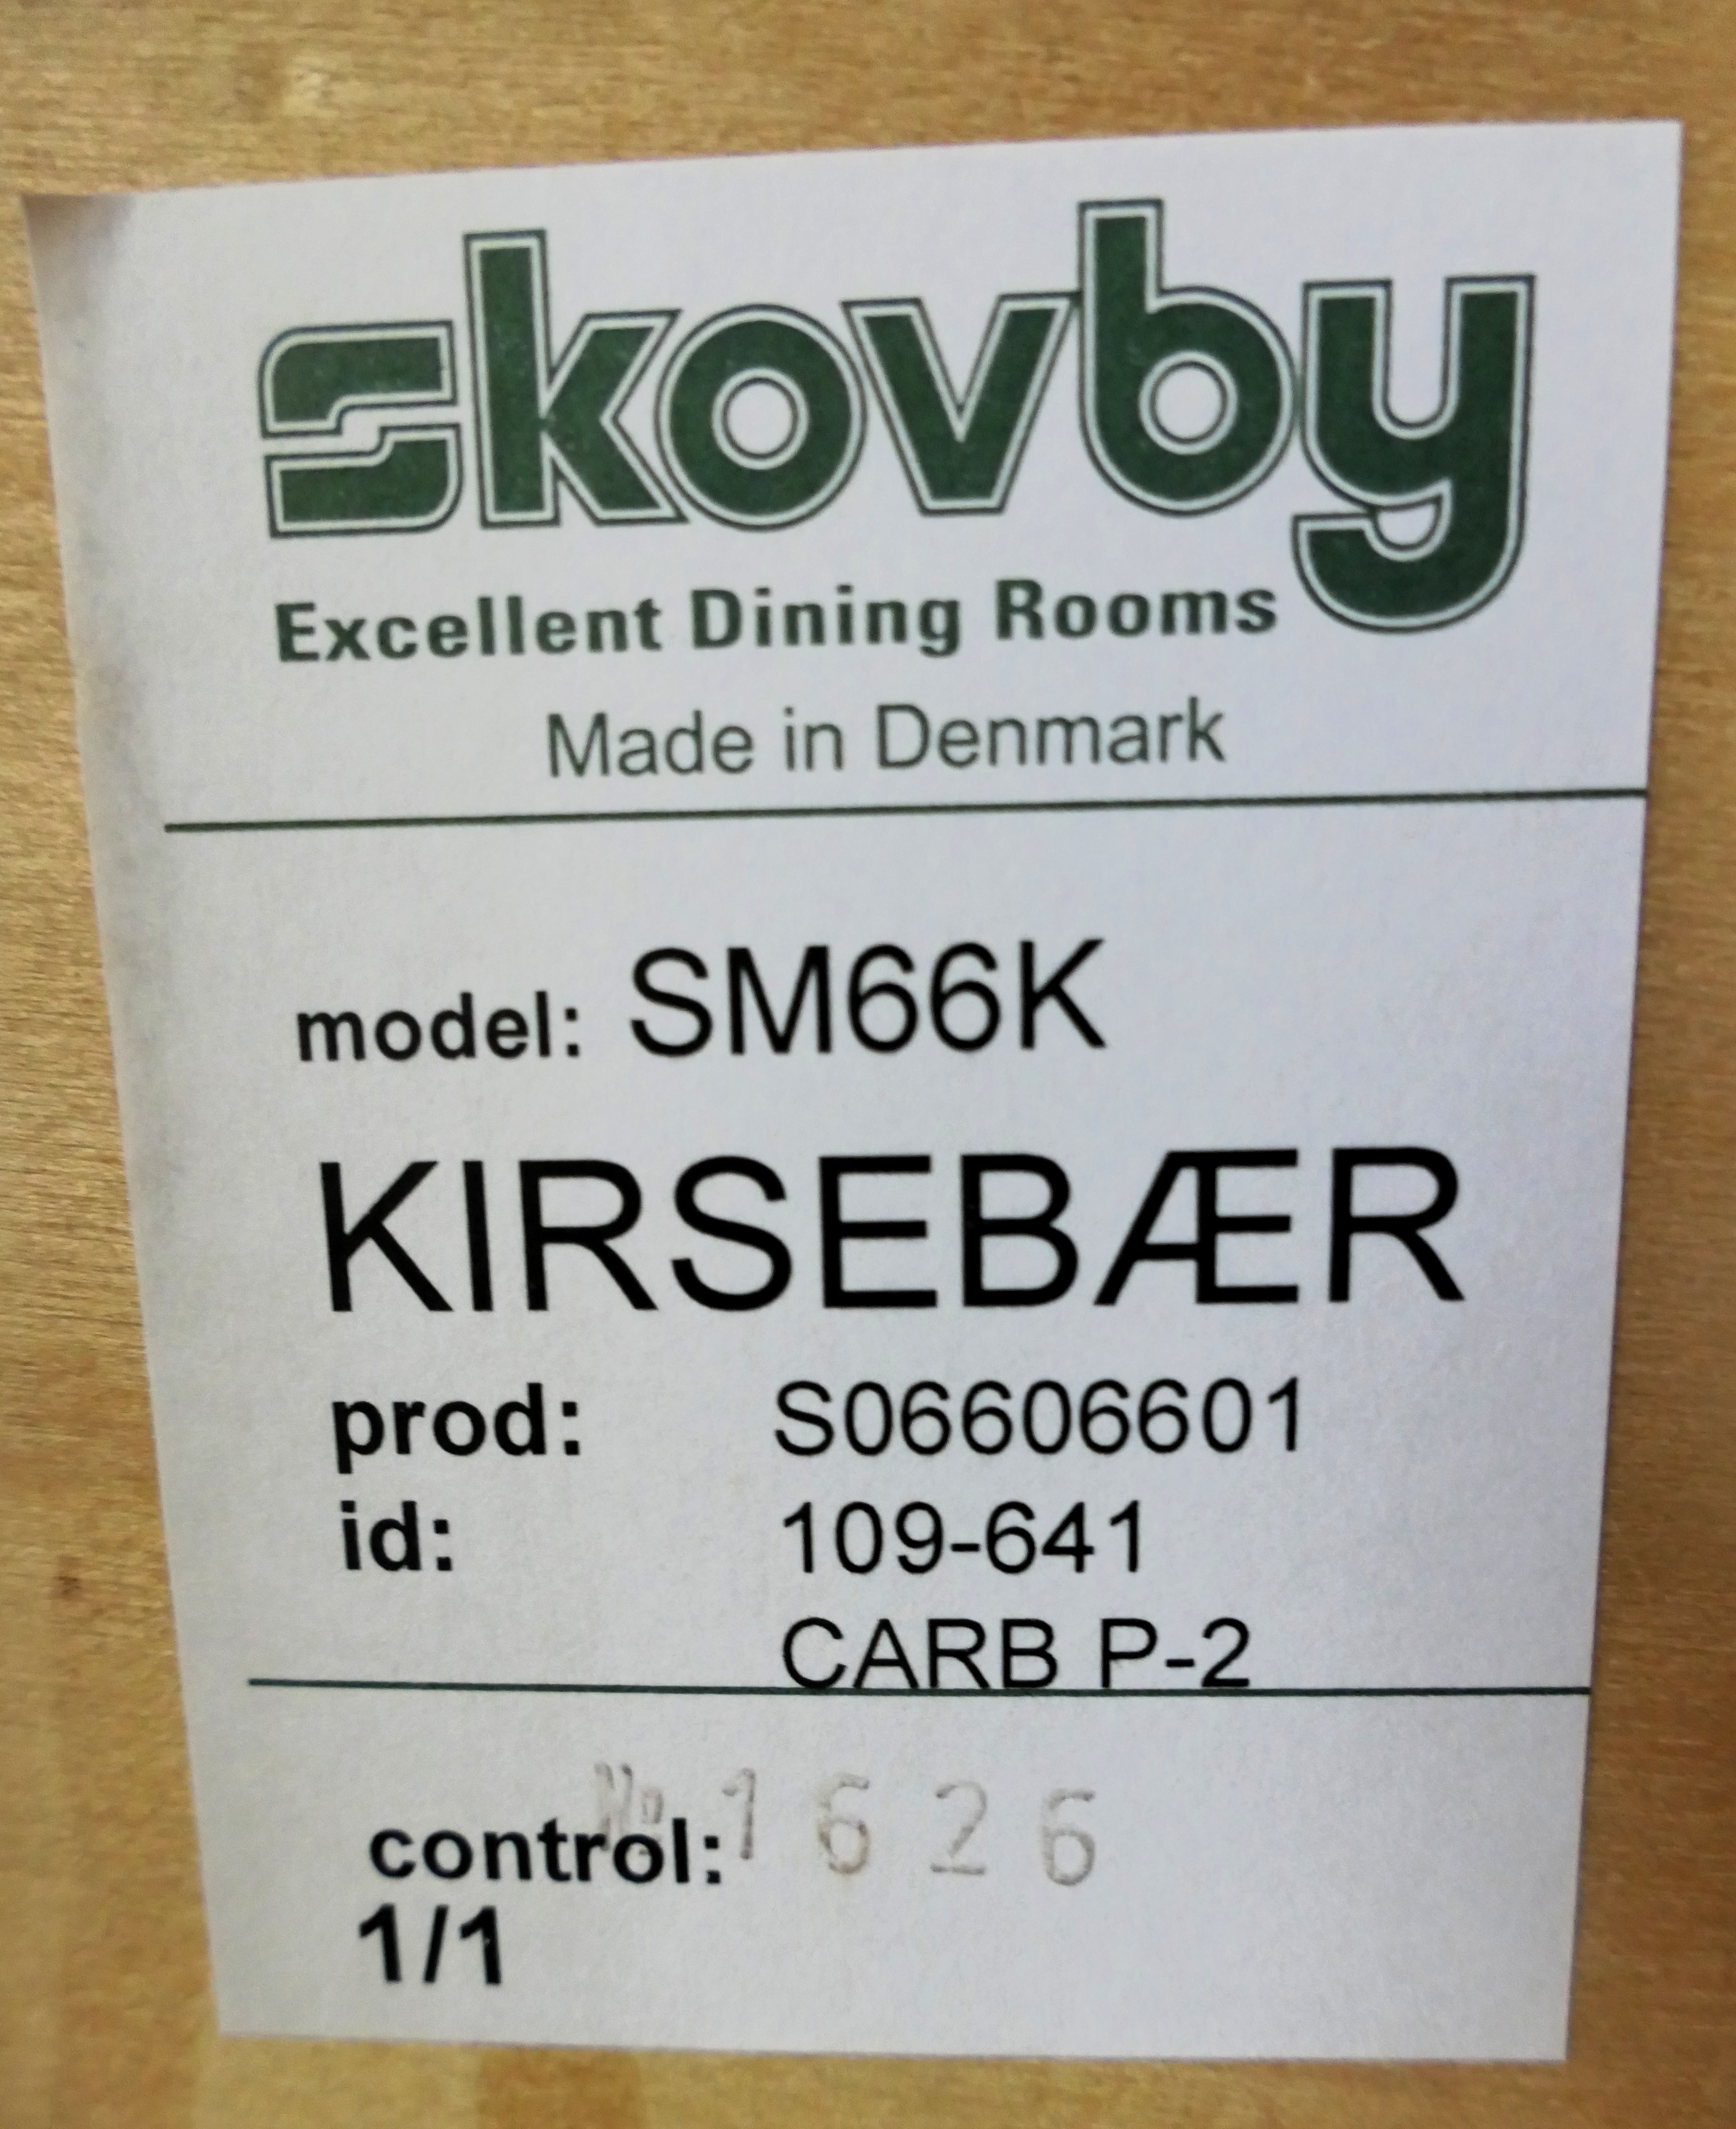 skovby
Excellent Dining Rooms
Made in Denmark
model: SM66K
KIRSEBÆR
prod: S06606601
id: 109-641
CARB P-2
№ 1626
control:
1/1